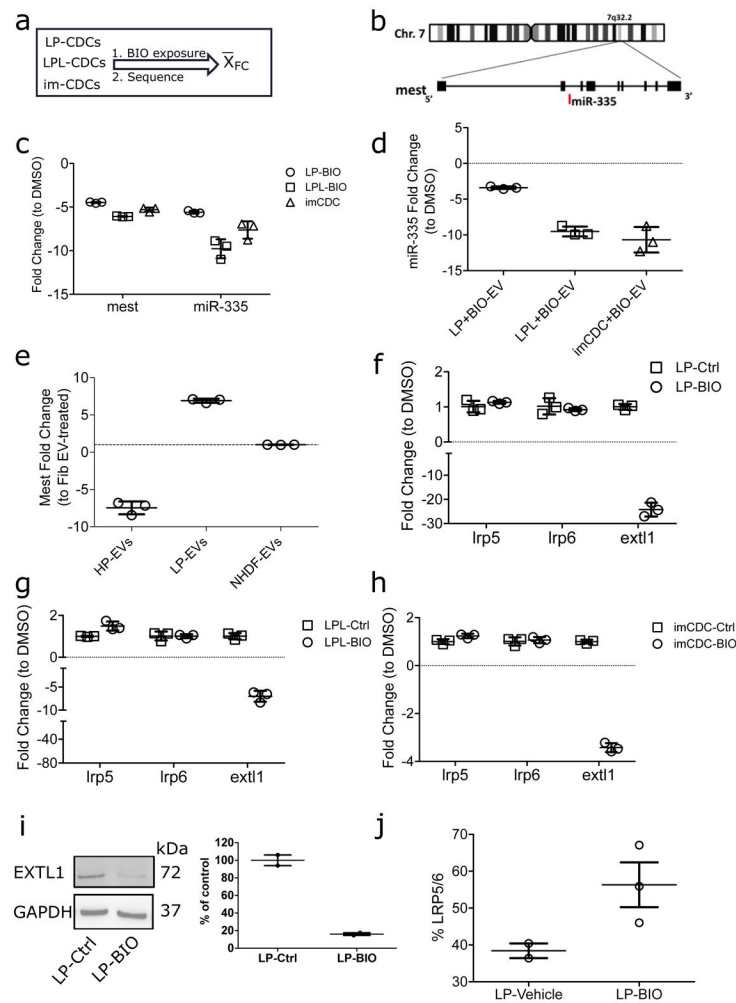 a
LP-CDCs
LPL-CDCs
im-CDCs
1. BIO exposure
2. Sequence
X̅FC
b
7q32.2
Chr. 7
mest
5'
3'
miR-335
c
Fold Change (to DMSO)
0
-5
-10
-15
mest
miR-335
LP-BIO
LPL-BIO
imCDC
d
miR-335 Fold Change
(to DMSO)
5
0
-5
-10
-15
LP+BIO-EV
LPL+BIO-EV
imCDC+BIO-EV
e
Mest Fold Change
(to Fib EV-treated)
10
5
0
-5
-10
HP-EVs
LP-EVs
NHDF-EVs
f
Fold Change (to DMSO)
2
1
0
-10
-20
-30
lrp5
lrp6
extl1
LP-Ctrl
LP-BIO
g
Fold Change (to DMSO)
2
0
-5
-10
-40
-80
lrp5
lrp6
extl1
LPL-Ctrl
LPL-BIO
h
Fold Change (to DMSO)
2
0
-2
-4
lrp5
lrp6
extl1
imCDC-Ctrl
imCDC-BIO
i
kDa
EXTL1
72
GAPDH
37
LP-Ctrl
LP-BIO
% of control
120
100
80
60
40
20
0
LP-Ctrl
LP-BIO
j
% LRP5/6
70
60
50
40
30
LP-Vehicle
LP-BIO